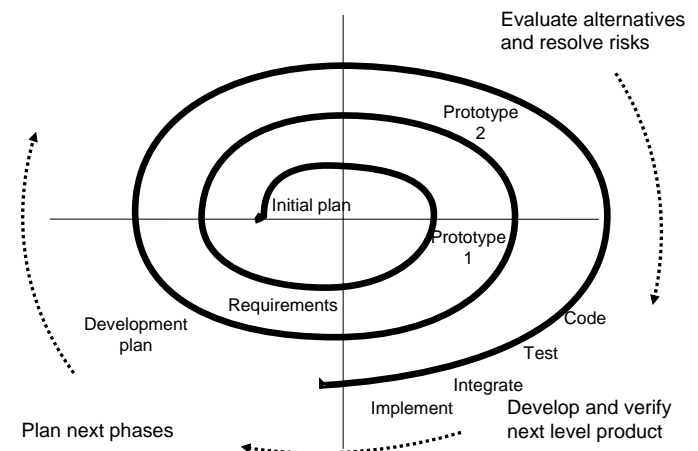 Evaluate alternatives
and resolve risks
Prototype
2
Initial plan
Prototype
1
Requirements
Development
plan
Code
Test
Integrate
Implement
Develop and verify
next level product
Plan next phases